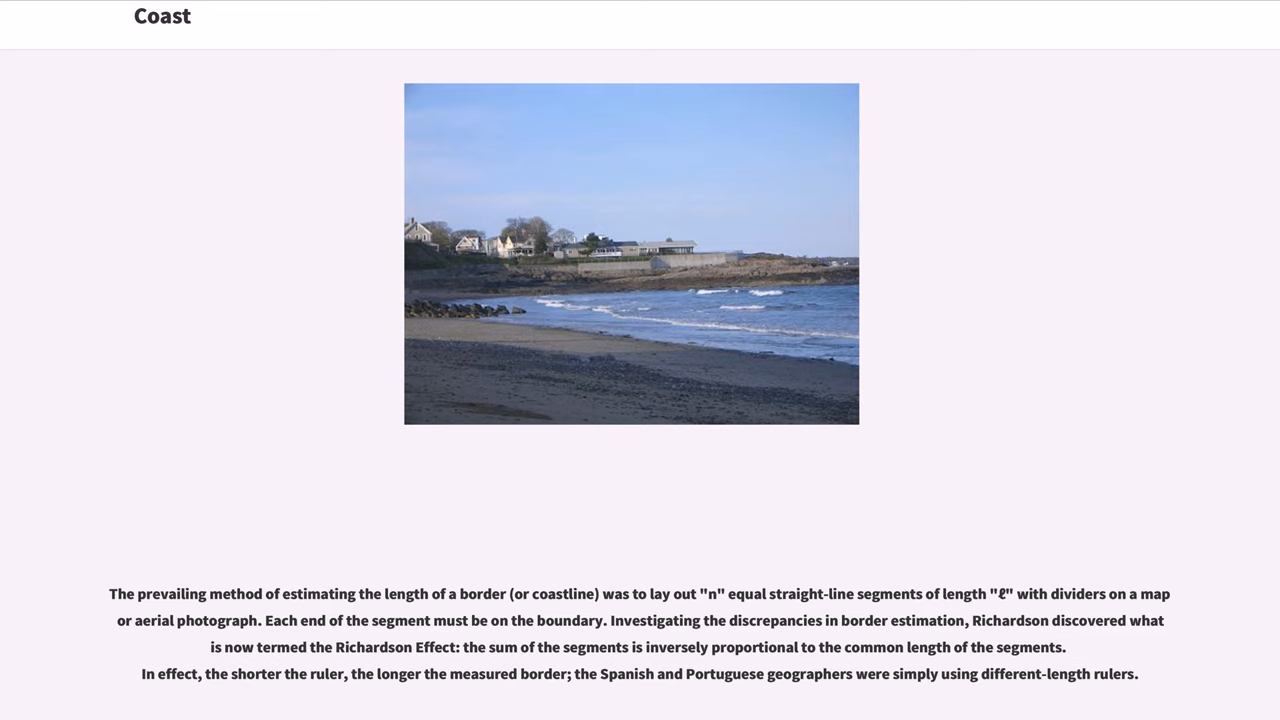 Coast
The prevailing method of estimating the length of a border (or coastline) was to lay out "n" equal straight-line segments of length "ℓ" with dividers on a map
or aerial photograph. Each end of the segment must be on the boundary. Investigating the discrepancies in border estimation, Richardson discovered what
is now termed the Richardson Effect: the sum of the segments is inversely proportional to the common length of the segments.
In effect, the shorter the ruler, the longer the measured border; the Spanish and Portuguese geographers were simply using different-length rulers.